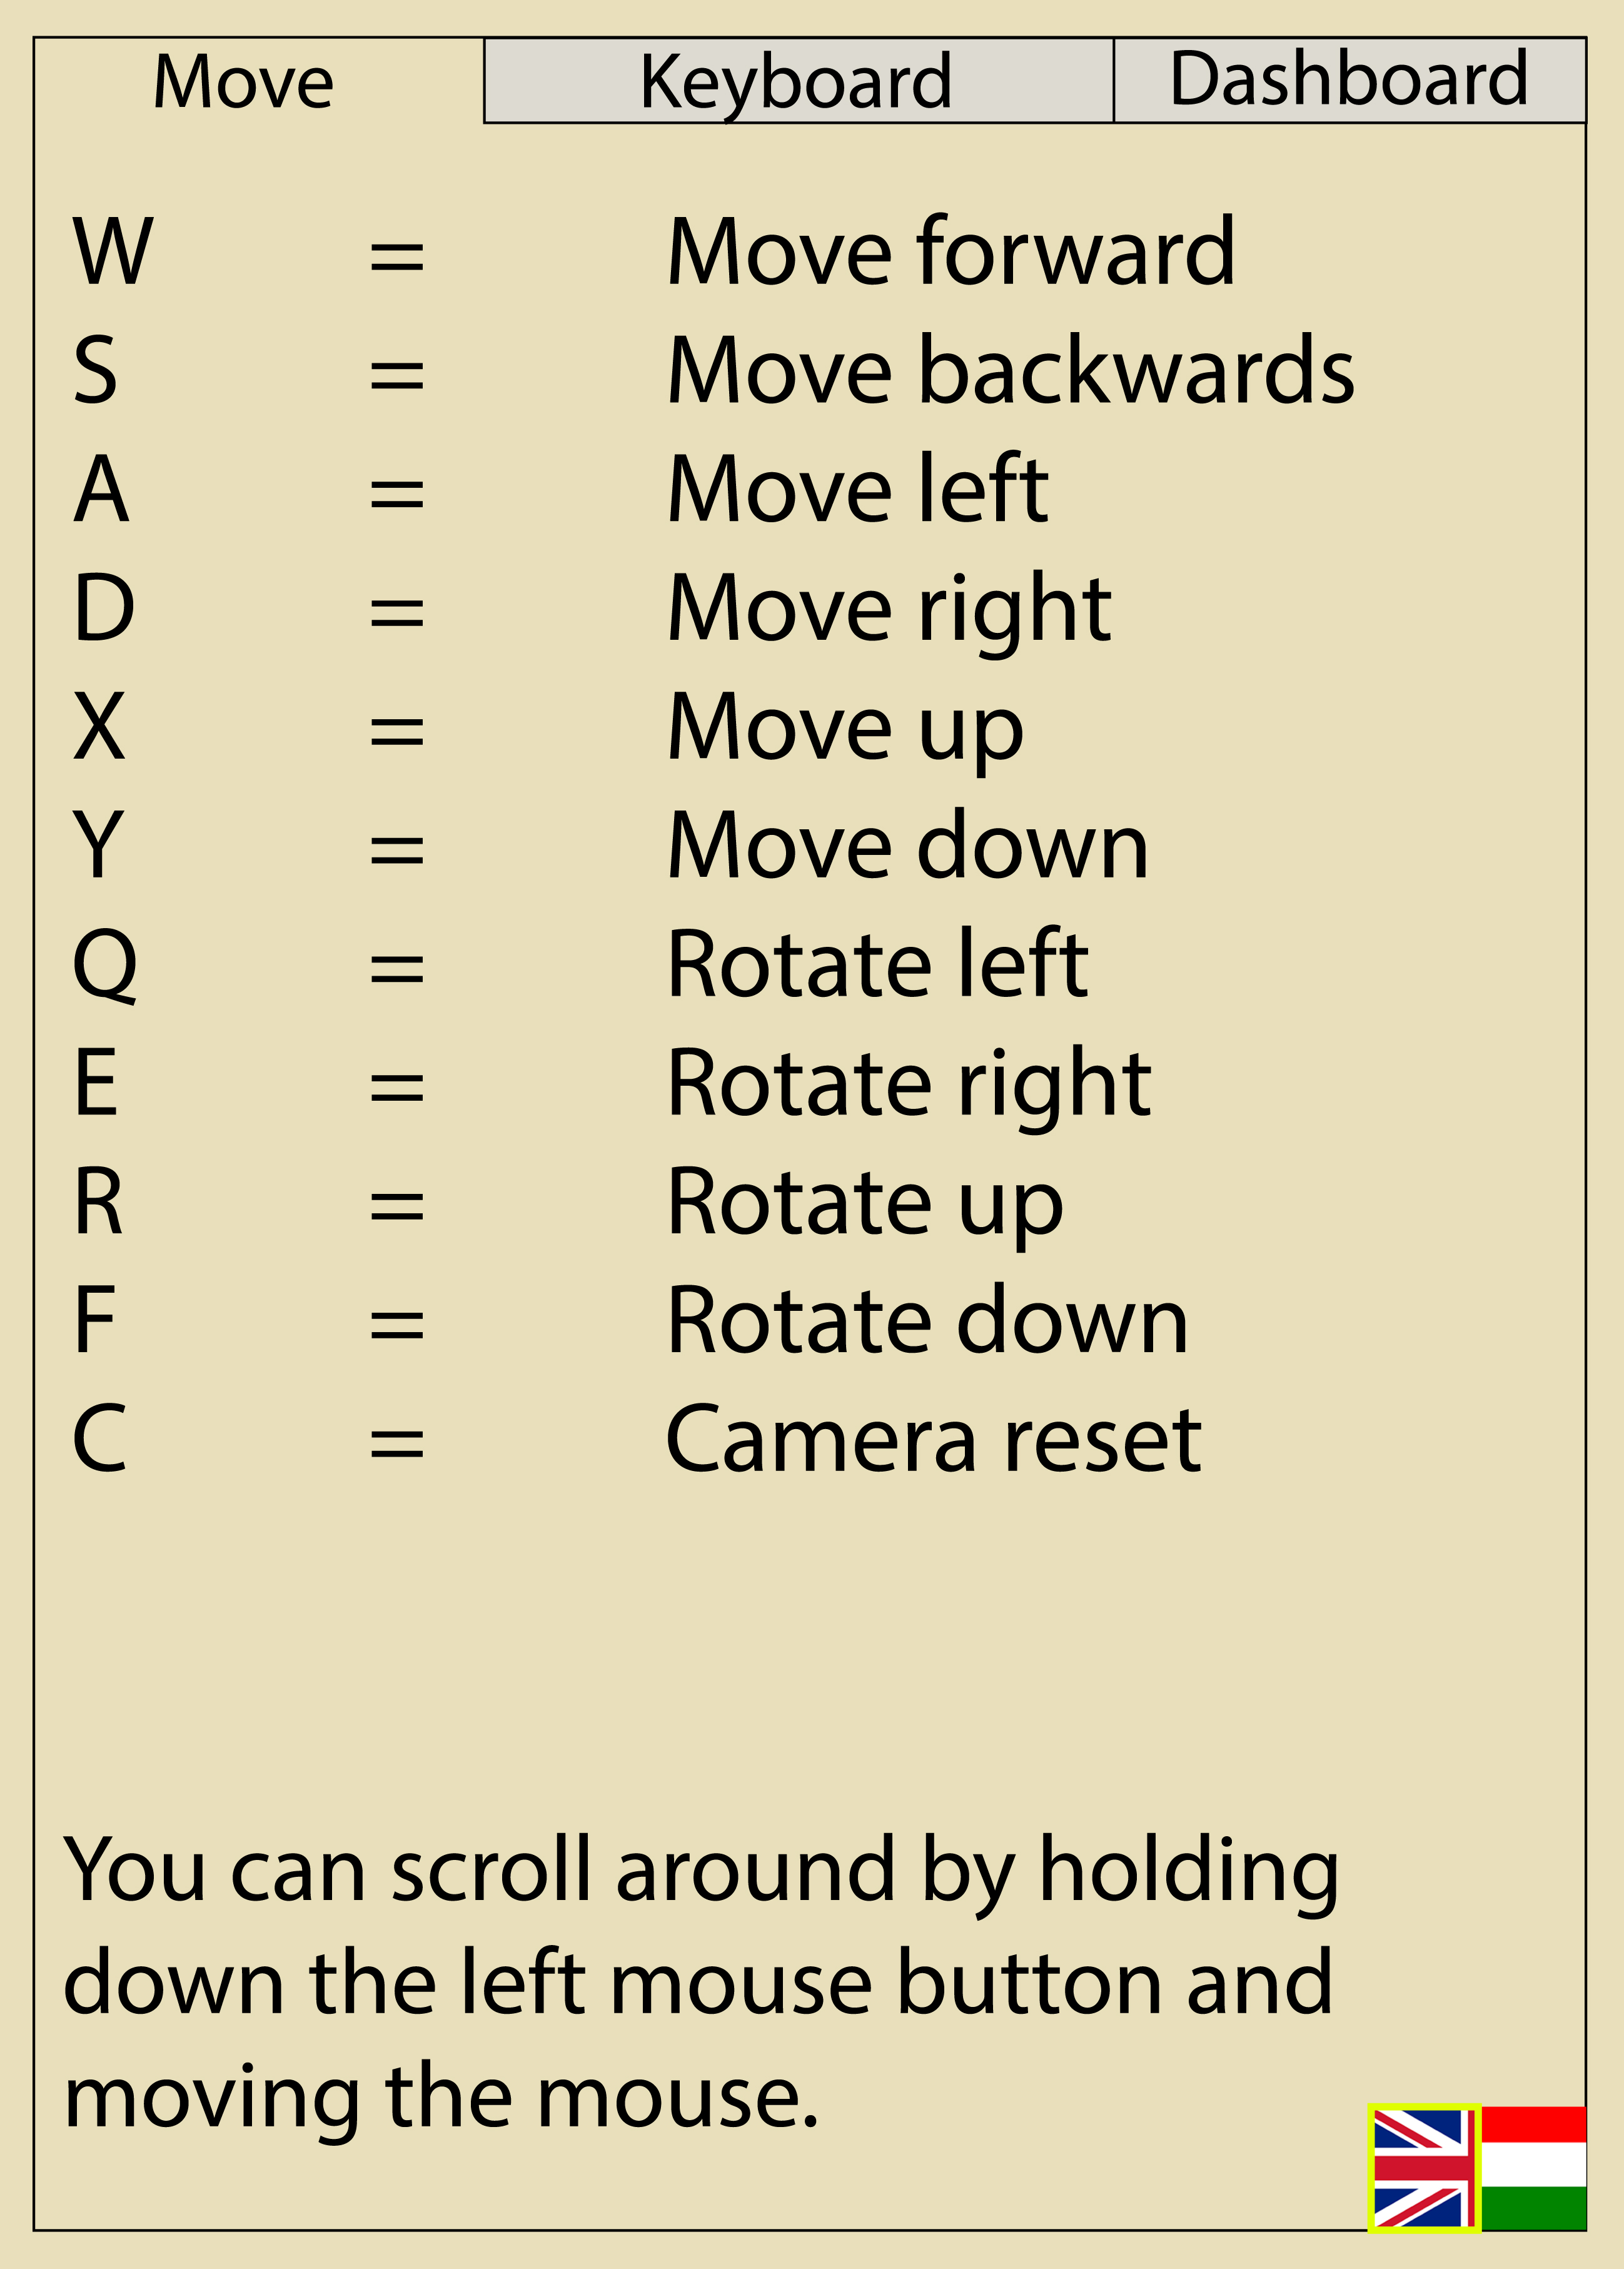 Move Keyboard Dashboard
W = Move forward
S = Move backwards
A = Move left
D = Move right
X = Move up
Y = Move down
Q = Rotate left
E = Rotate right
R = Rotate up
F = Rotate down
C = Camera reset
You can scroll around by holding
down the left mouse button and
moving the mouse.